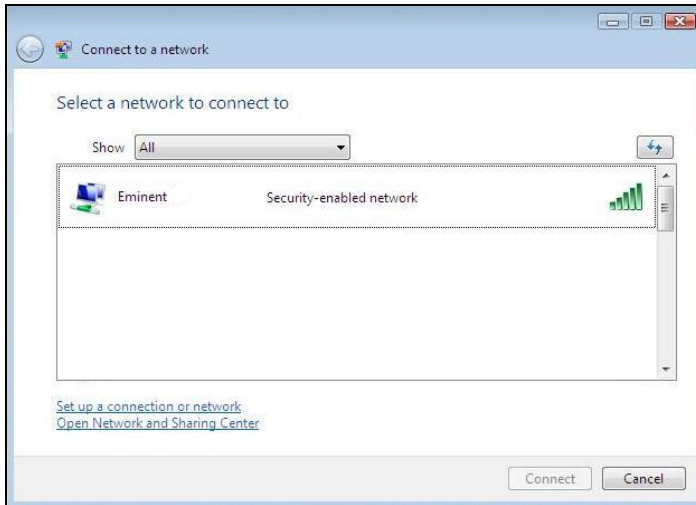 Connect to a network
Select a network to connect to
Show All
Eminent Security-enabled network
Set up a connection or network
Open Network and Sharing Center
Connect Cancel